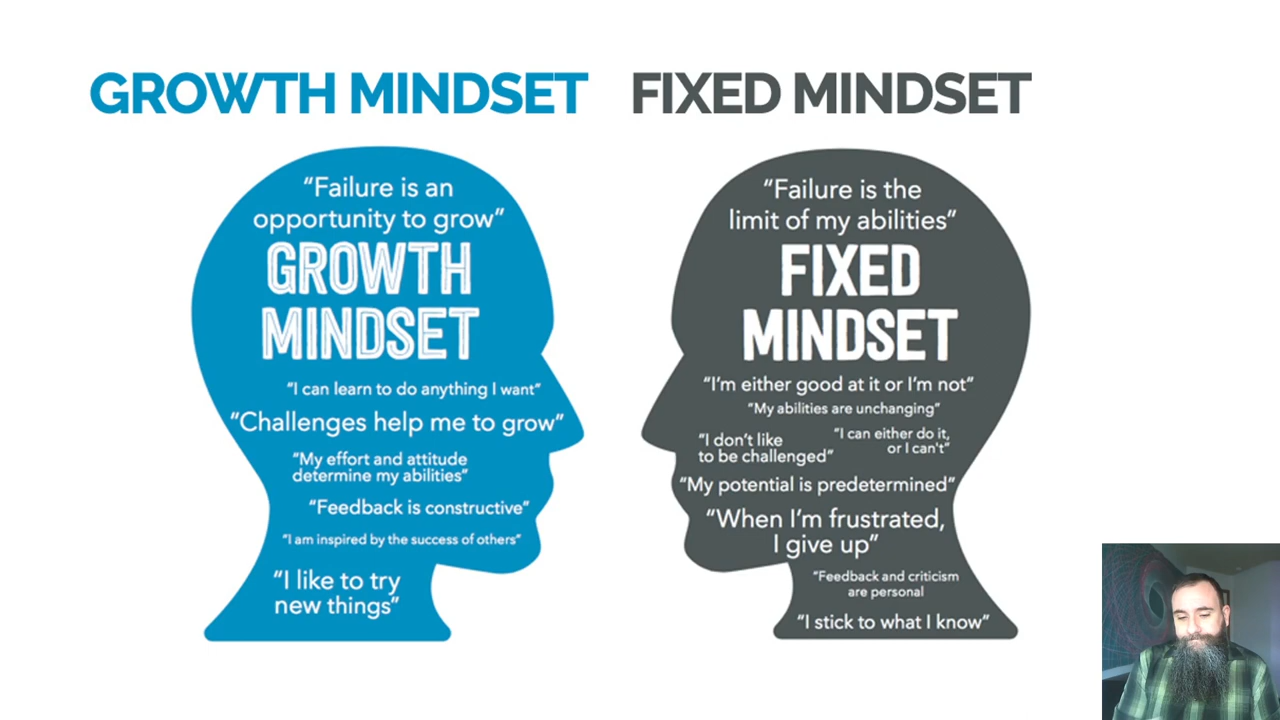 GROWTH MINDSET
“Failure is an
opportunity to grow”
GROWTH
MINDSET
“I can learn to do anything I want”
“Challenges help me to grow”
“My effort and attitude
determine my abilities”
“Feedback is constructive”
“I am inspired by the success of others”
“I like to try
new things”
FIXED MINDSET
“Failure is the
limit of my abilities”
FIXED
MINDSET
“I’m either good at it or I’m not”
“My abilities are unchanging”
“I don’t like
to be challenged”
“I can either do it,
or I can't”
“My potential is predetermined”
“When I’m frustrated,
I give up”
“Feedback and criticism
are personal
“I stick to what I know”